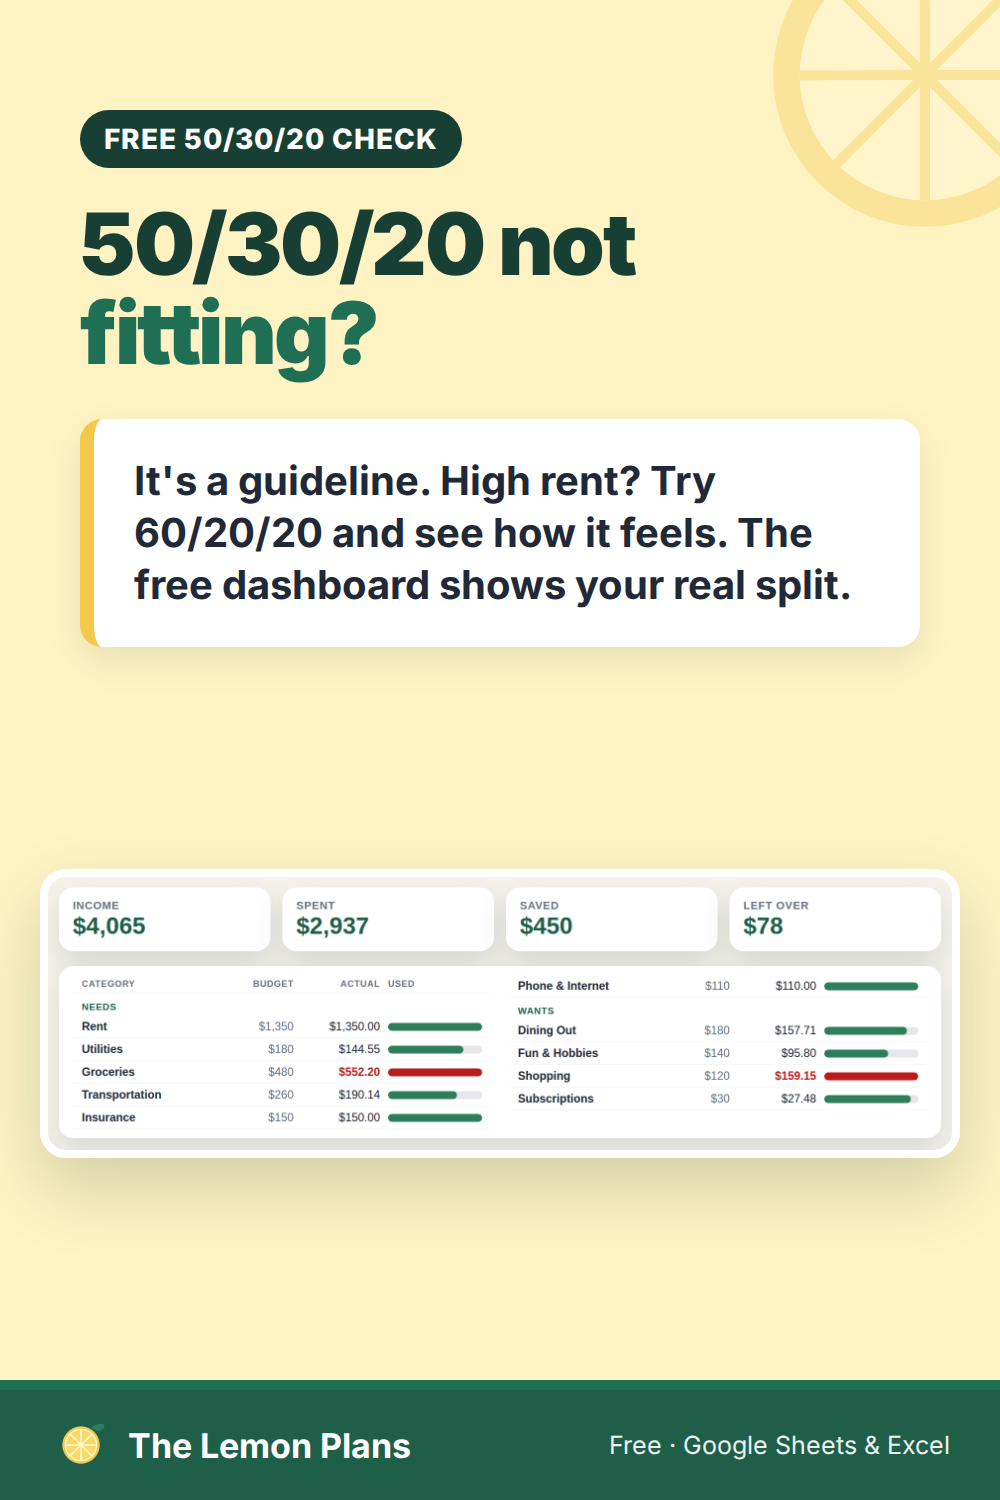 FREE 50/30/20 CHECK
50/30/20 not
fitting?
It's a guideline. High rent? Try
60/20/20 and see how it feels. The
free dashboard shows your real split.
INCOME
$4,065
SPENT
$2,937
SAVED
$450
LEFT OVER
$78
CATEGORY BUDGET ACTUAL USED
NEEDS
Rent $1,350 $1,350.00
Utilities $180 $144.55
Groceries $480 $552.20
Transportation $260 $190.14
Insurance $150 $150.00
Phone & Internet $110 $110.00
WANTS
Dining Out $180 $157.71
Fun & Hobbies $140 $95.80
Shopping $120 $159.15
Subscriptions $30 $27.48
The Lemon Plans
Free · Google Sheets & Excel